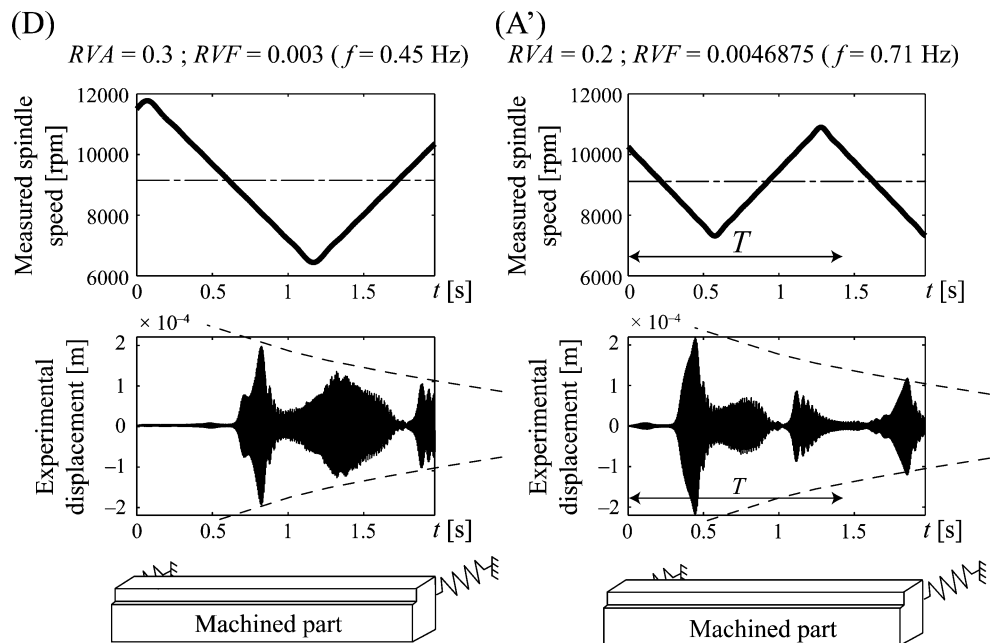 (D)
RVA = 0.3 ; RVF = 0.003 ( f = 0.45 Hz)
Measured spindle
speed [rpm]
12000
10000
8000
6000
0
0.5
1
1.5
t [s]
× 10–4
Experimental
displacement [m]
2
1
0
–1
–2
0
0.5
1
1.5
t [s]
Machined part
(A’)
RVA = 0.2 ; RVF = 0.0046875 ( f = 0.71 Hz)
Measured spindle
speed [rpm]
12000
10000
8000
6000
T
0
0.5
1
1.5
t [s]
× 10–4
Experimental
displacement [m]
2
1
0
–1
–2
T
0
0.5
1
1.5
t [s]
Machined part